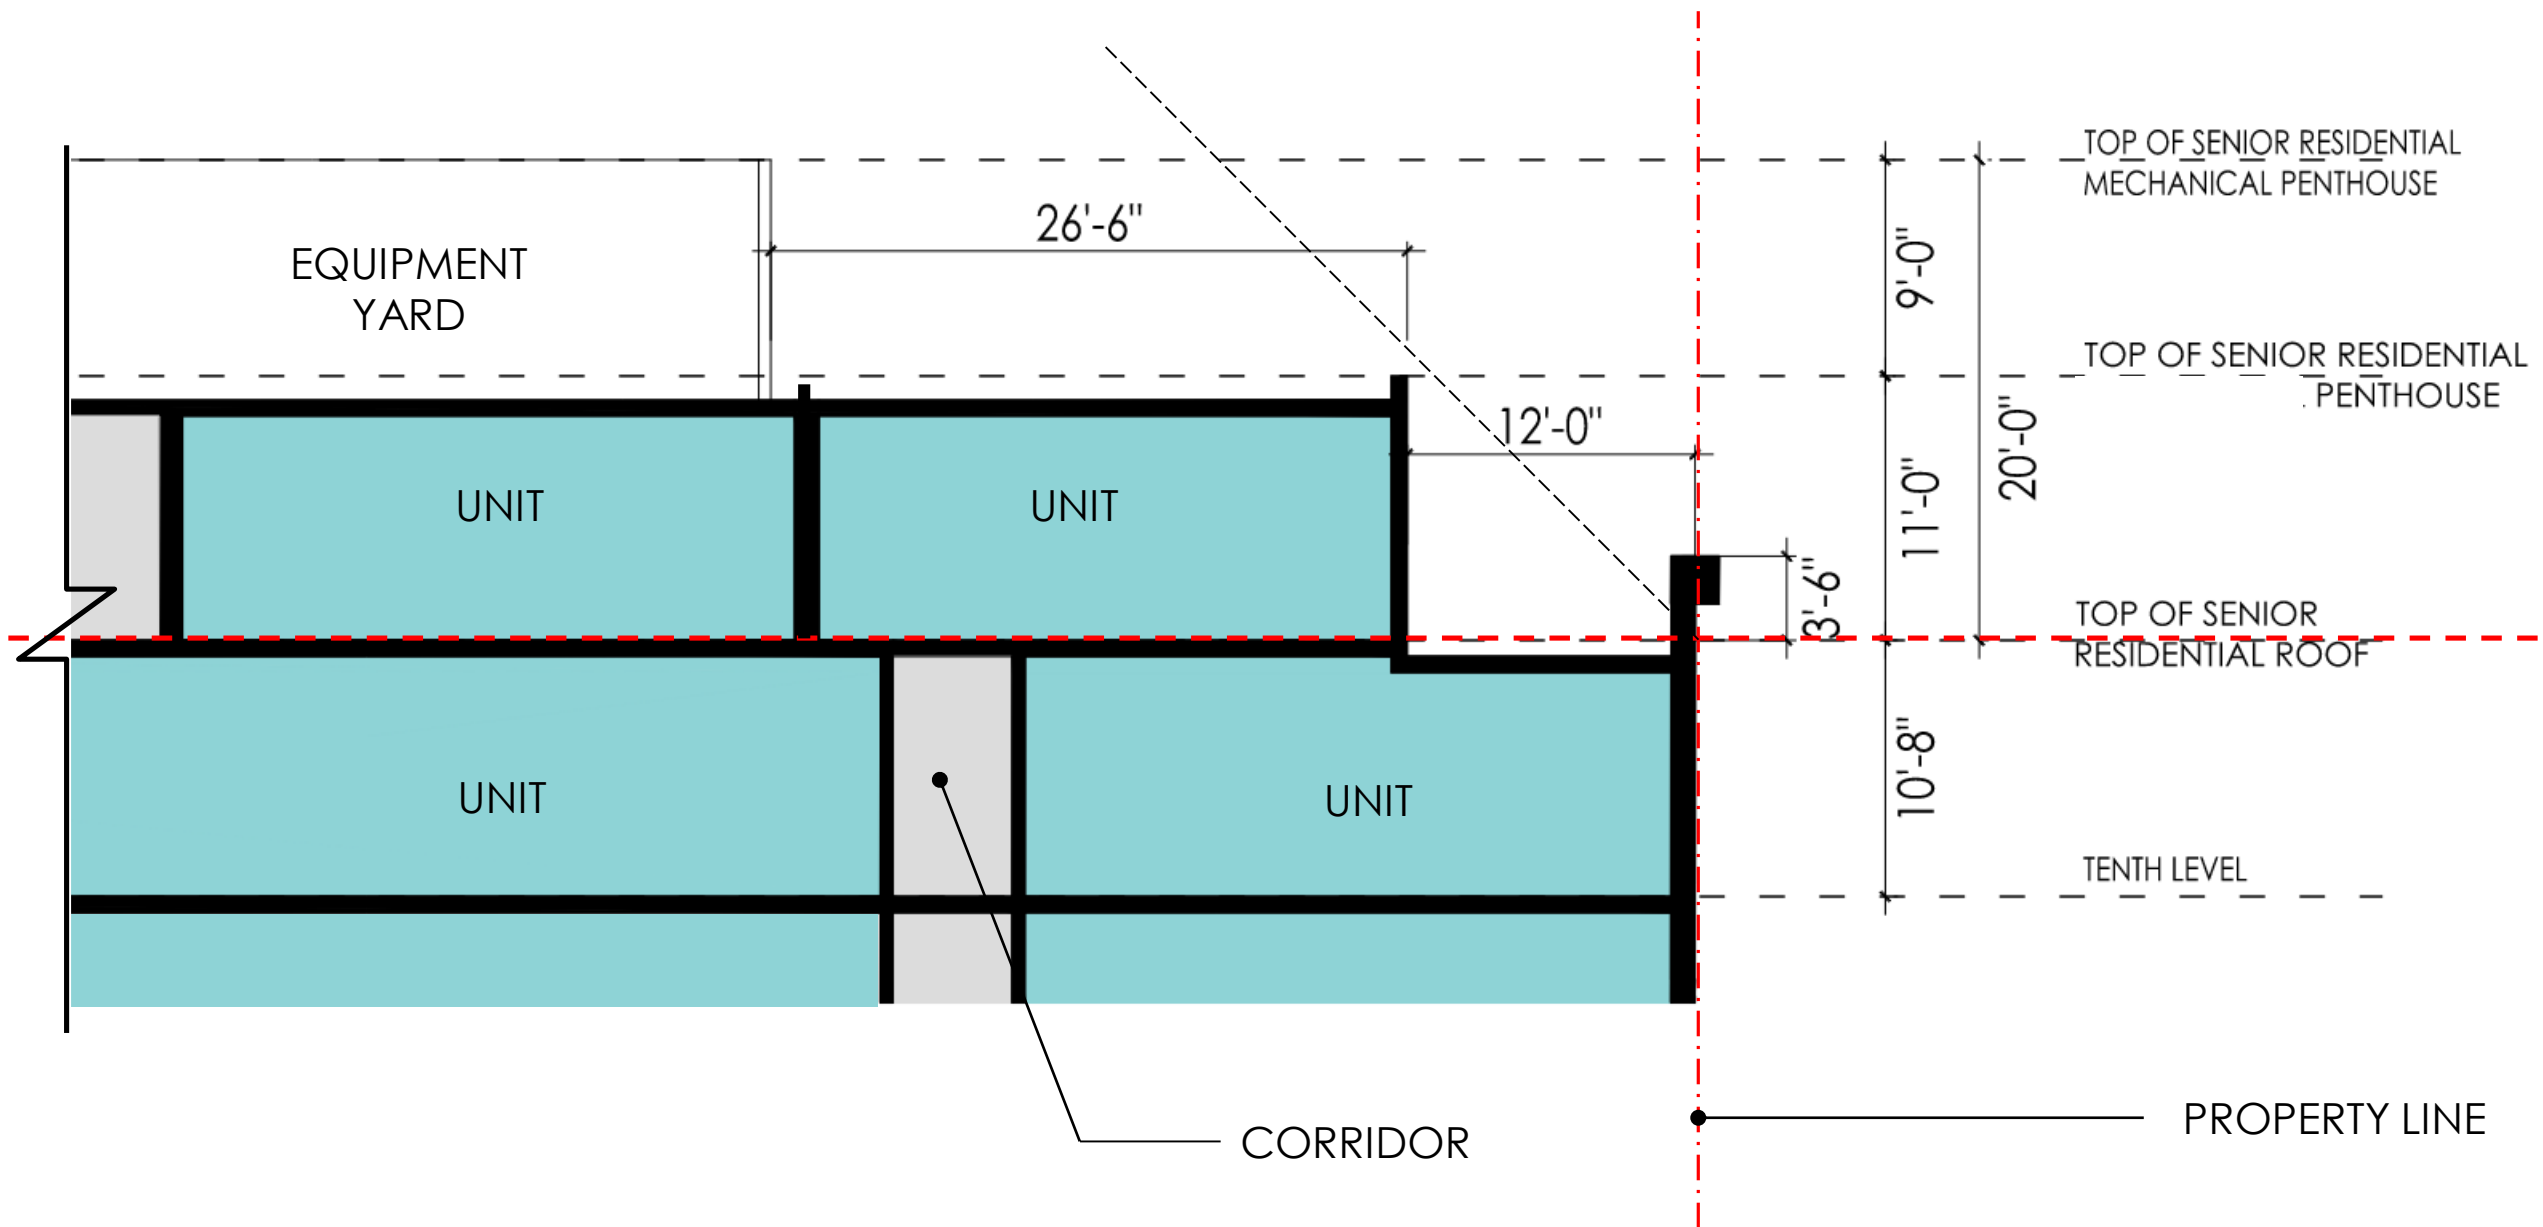 TOP OF SENIOR RESIDENTIAL
MECHANICAL PENTHOUSE
26'-6"
9'-0"
EQUIPMENT
YARD
TOP OF SENIOR RESIDENTIAL
PENTHOUSE
12'-0"
20'-0"
11'-0"
UNIT
UNIT
3'-6"
TOP OF SENIOR
RESIDENTIAL ROOF
10'-8"
UNIT
UNIT
TENTH LEVEL
PROPERTY LINE
CORRIDOR